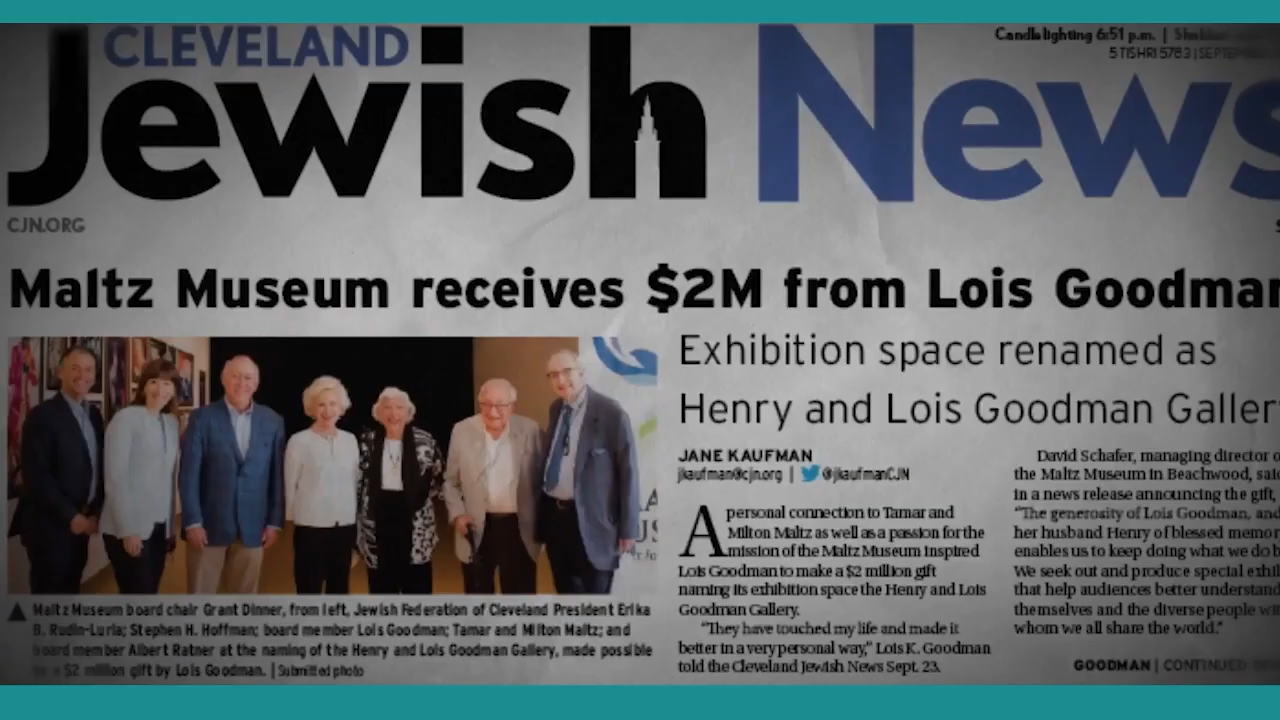 CLEVELAND
Jewish News
Candlelighting 6:51 p.m. |
5 TISHRI 5783 |
CJN.ORG
Maltz Museum receives $2M from Lois Goodman
Exhibition space renamed as
Henry and Lois Goodman Galler
JANE KAUFMAN
jkaufman@cjn.org | @jkaufmanCJN
A personal connection to Tamar and
Milton Maltz as well as a passion for the
mission of the Maltz Museum inspired
Lois Goodman to make a $2 million gift
naming its exhibition space the Henry and Lois
Goodman Gallery.
"They have touched my life and made it
better in a very personal way," Lois K. Goodman
told the Cleveland Jewish News Sept. 23.
David Schafer, managing director o
the Maltz Museum in Beachwood, said
in a news release announcing the gift,
"The generosity of Lois Goodman, and
her husband Henry of blessed memor
enables us to keep doing what we do b
We seek out and produce special exhi
that help audiences better understand
themselves and the diverse people wi
whom we all share the world."
GOODMAN | CONTINUED
▲ Maltz Museum board chair Grant Dinner, from left, Jewish Federation of Cleveland President Erika
B. Rudin-Luria; Stephen H. Hoffman; board member Lois Goodman; Tamar and Milton Maltz; and
board member Albert Ratner at the naming of the Henry and Lois Goodman Gallery, made possible
by a $2 million gift by Lois Goodman. | Submitted photo